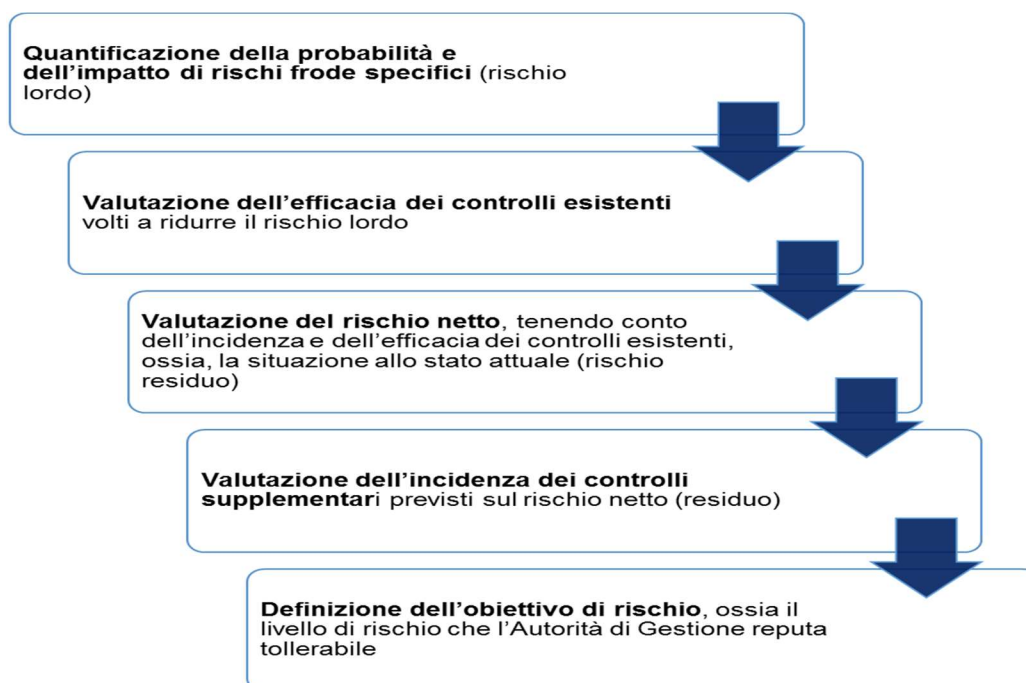 Quantificazione della probabilità e
dell'impatto di rischi frode specifici (rischio
lordo)
Valutazione dell'efficacia dei controlli esistenti
volti a ridurre il rischio lordo
Valutazione del rischio netto, tenendo conto
dell'incidenza e dell'efficacia dei controlli esistenti,
ossia, la situazione allo stato attuale (rischio
residuo)
Valutazione dell'incidenza dei controlli
supplementari previsti sul rischio netto (residuo)
Definizione dell'obiettivo di rischio, ossia il
livello di rischio che l'Autorità di Gestione reputa
tollerabile